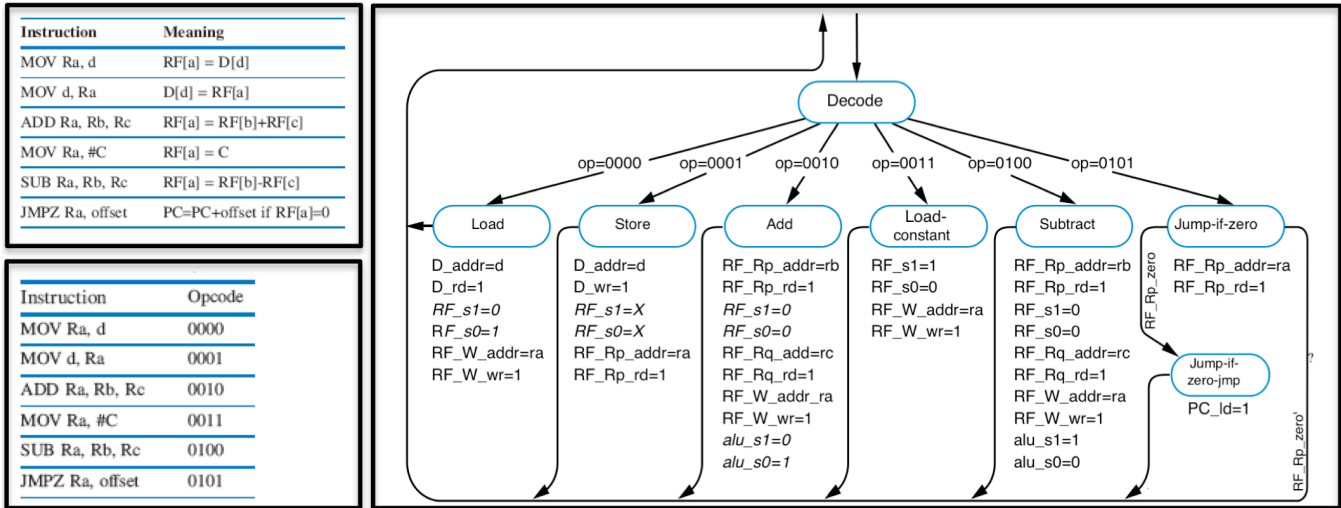 Instruction Meaning
MOV Ra, d RF[a] = D[d]
MOV d, Ra D[d] = RF[a]
ADD Ra, Rb, Rc RF[a] = RF[b]+RF[c]
MOV Ra, #C RF[a] = C
SUB Ra, Rb, Rc RF[a] = RF[b]-RF[c]
JMPZ Ra, offset PC=PC+offset if RF[a]=0
Instruction Opcode
MOV Ra, d 0000
MOV d, Ra 0001
ADD Ra, Rb, Rc 0010
MOV Ra, #C 0011
SUB Ra, Rb, Rc 0100
JMPZ Ra, offset 0101
Decode
op=0000 op=0001 op=0010 op=0011 op=0100 op=0101
Load
D_addr=d
D_rd=1
RF_s1=0
RF_s0=1
RF_W_addr=ra
RF_W_wr=1
Store
D_addr=d
D_wr=1
RF_s1=X
RF_s0=X
RF_Rp_addr=ra
RF_Rp_rd=1
Add
RF_Rp_addr=rb
RF_Rp_rd=1
RF_s1=0
RF_s0=0
RF_Rq_add=rc
RF_Rq_rd=1
RF_W_addr_ra
RF_W_wr=1
alu_s1=0
alu_s0=1
Load-
constant
RF_s1=1
RF_s0=0
RF_W_addr=ra
RF_W_wr=1
Subtract
RF_Rp_addr=rb
RF_Rp_rd=1
RF_s1=0
RF_s0=0
RF_Rq_addr=rc
RF_Rq_rd=1
RF_W_addr=ra
RF_W_wr=1
alu_s1=1
alu_s0=0
Jump-if-zero
RF_Rp_addr=ra
RF_Rp_rd=1
RF_Rp_zero
Jump-if-
zero-jmp
PC_ld=1
?
RF_Rp_zero'